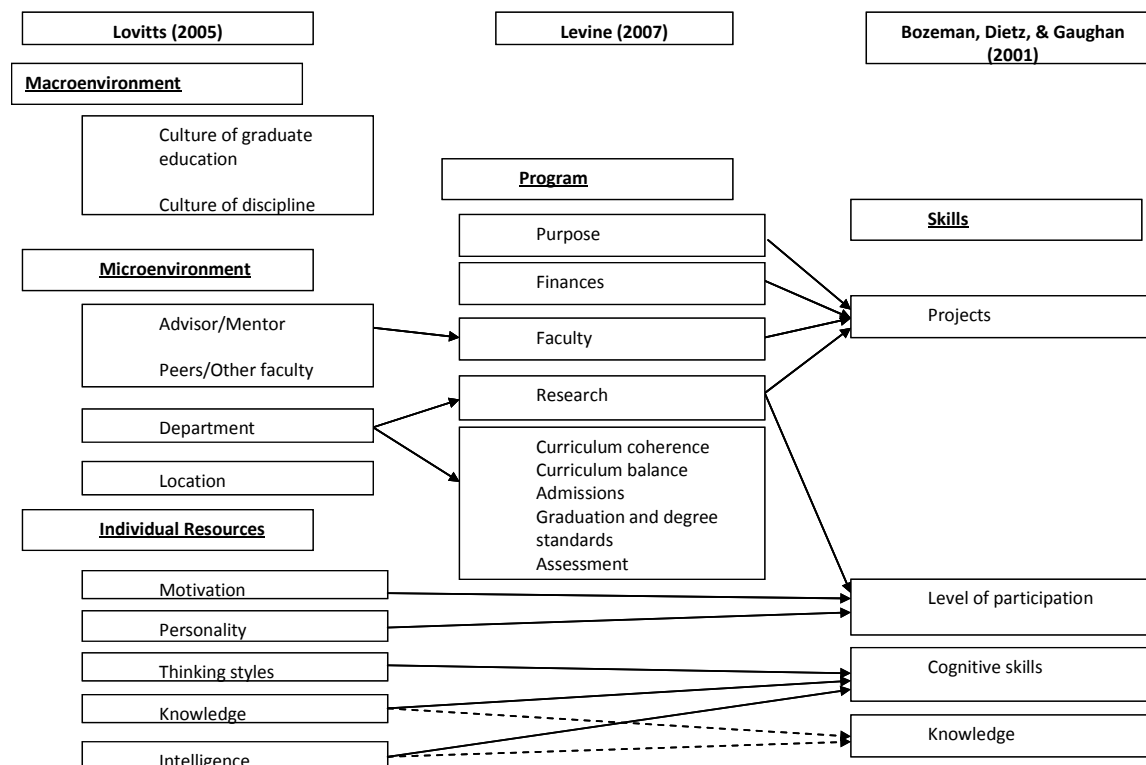 Lovitts (2005)
Levine (2007)
Bozeman, Dietz, & Gaughan
(2001)
Macroenvironment
Culture of graduate
education
Culture of discipline
Microenvironment
Advisor/Mentor
Peers/Other faculty
Department
Location
Individual Resources
Motivation
Personality
Thinking styles
Knowledge
Intelligence
Program
Purpose
Finances
Faculty
Research
Curriculum coherence
Curriculum balance
Admissions
Graduation and degree
standards
Assessment
Skills
Projects
Level of participation
Cognitive skills
Knowledge